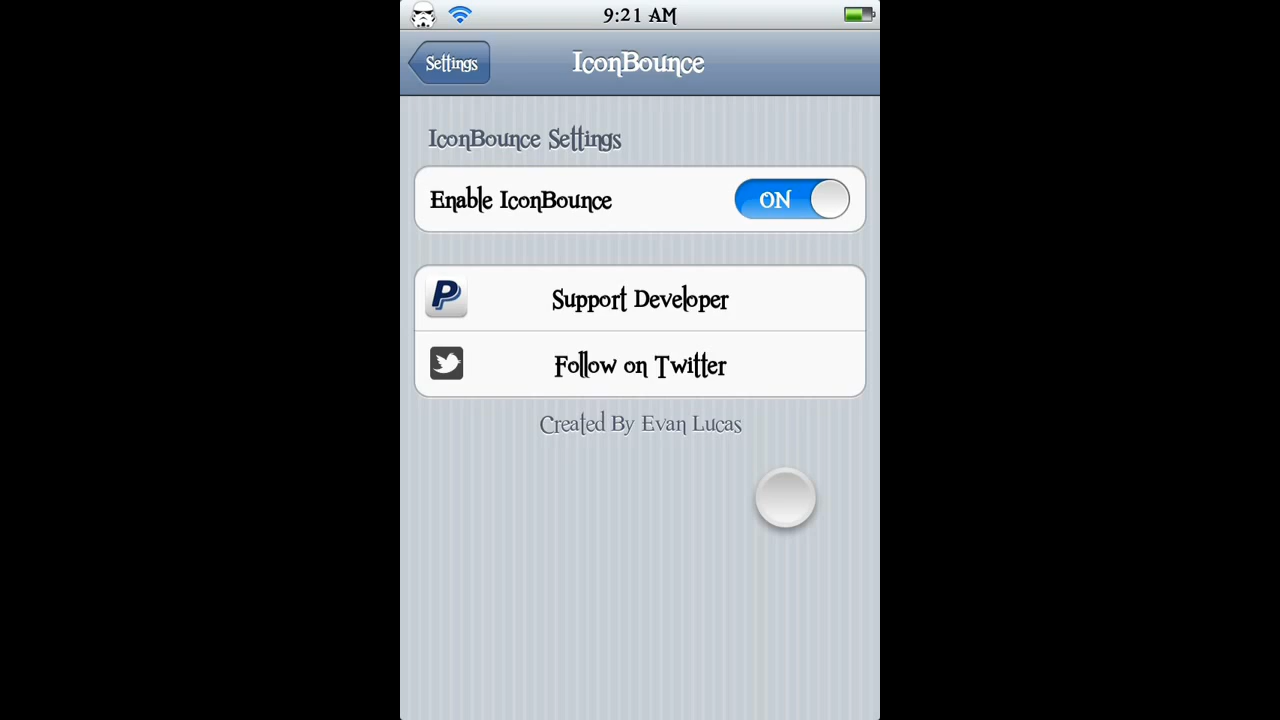 9:21 AM
Settings
IconBounce
IconBounce Settings
Enable IconBounce
ON
Support Developer
Follow on Twitter
Created By Evan Lucas